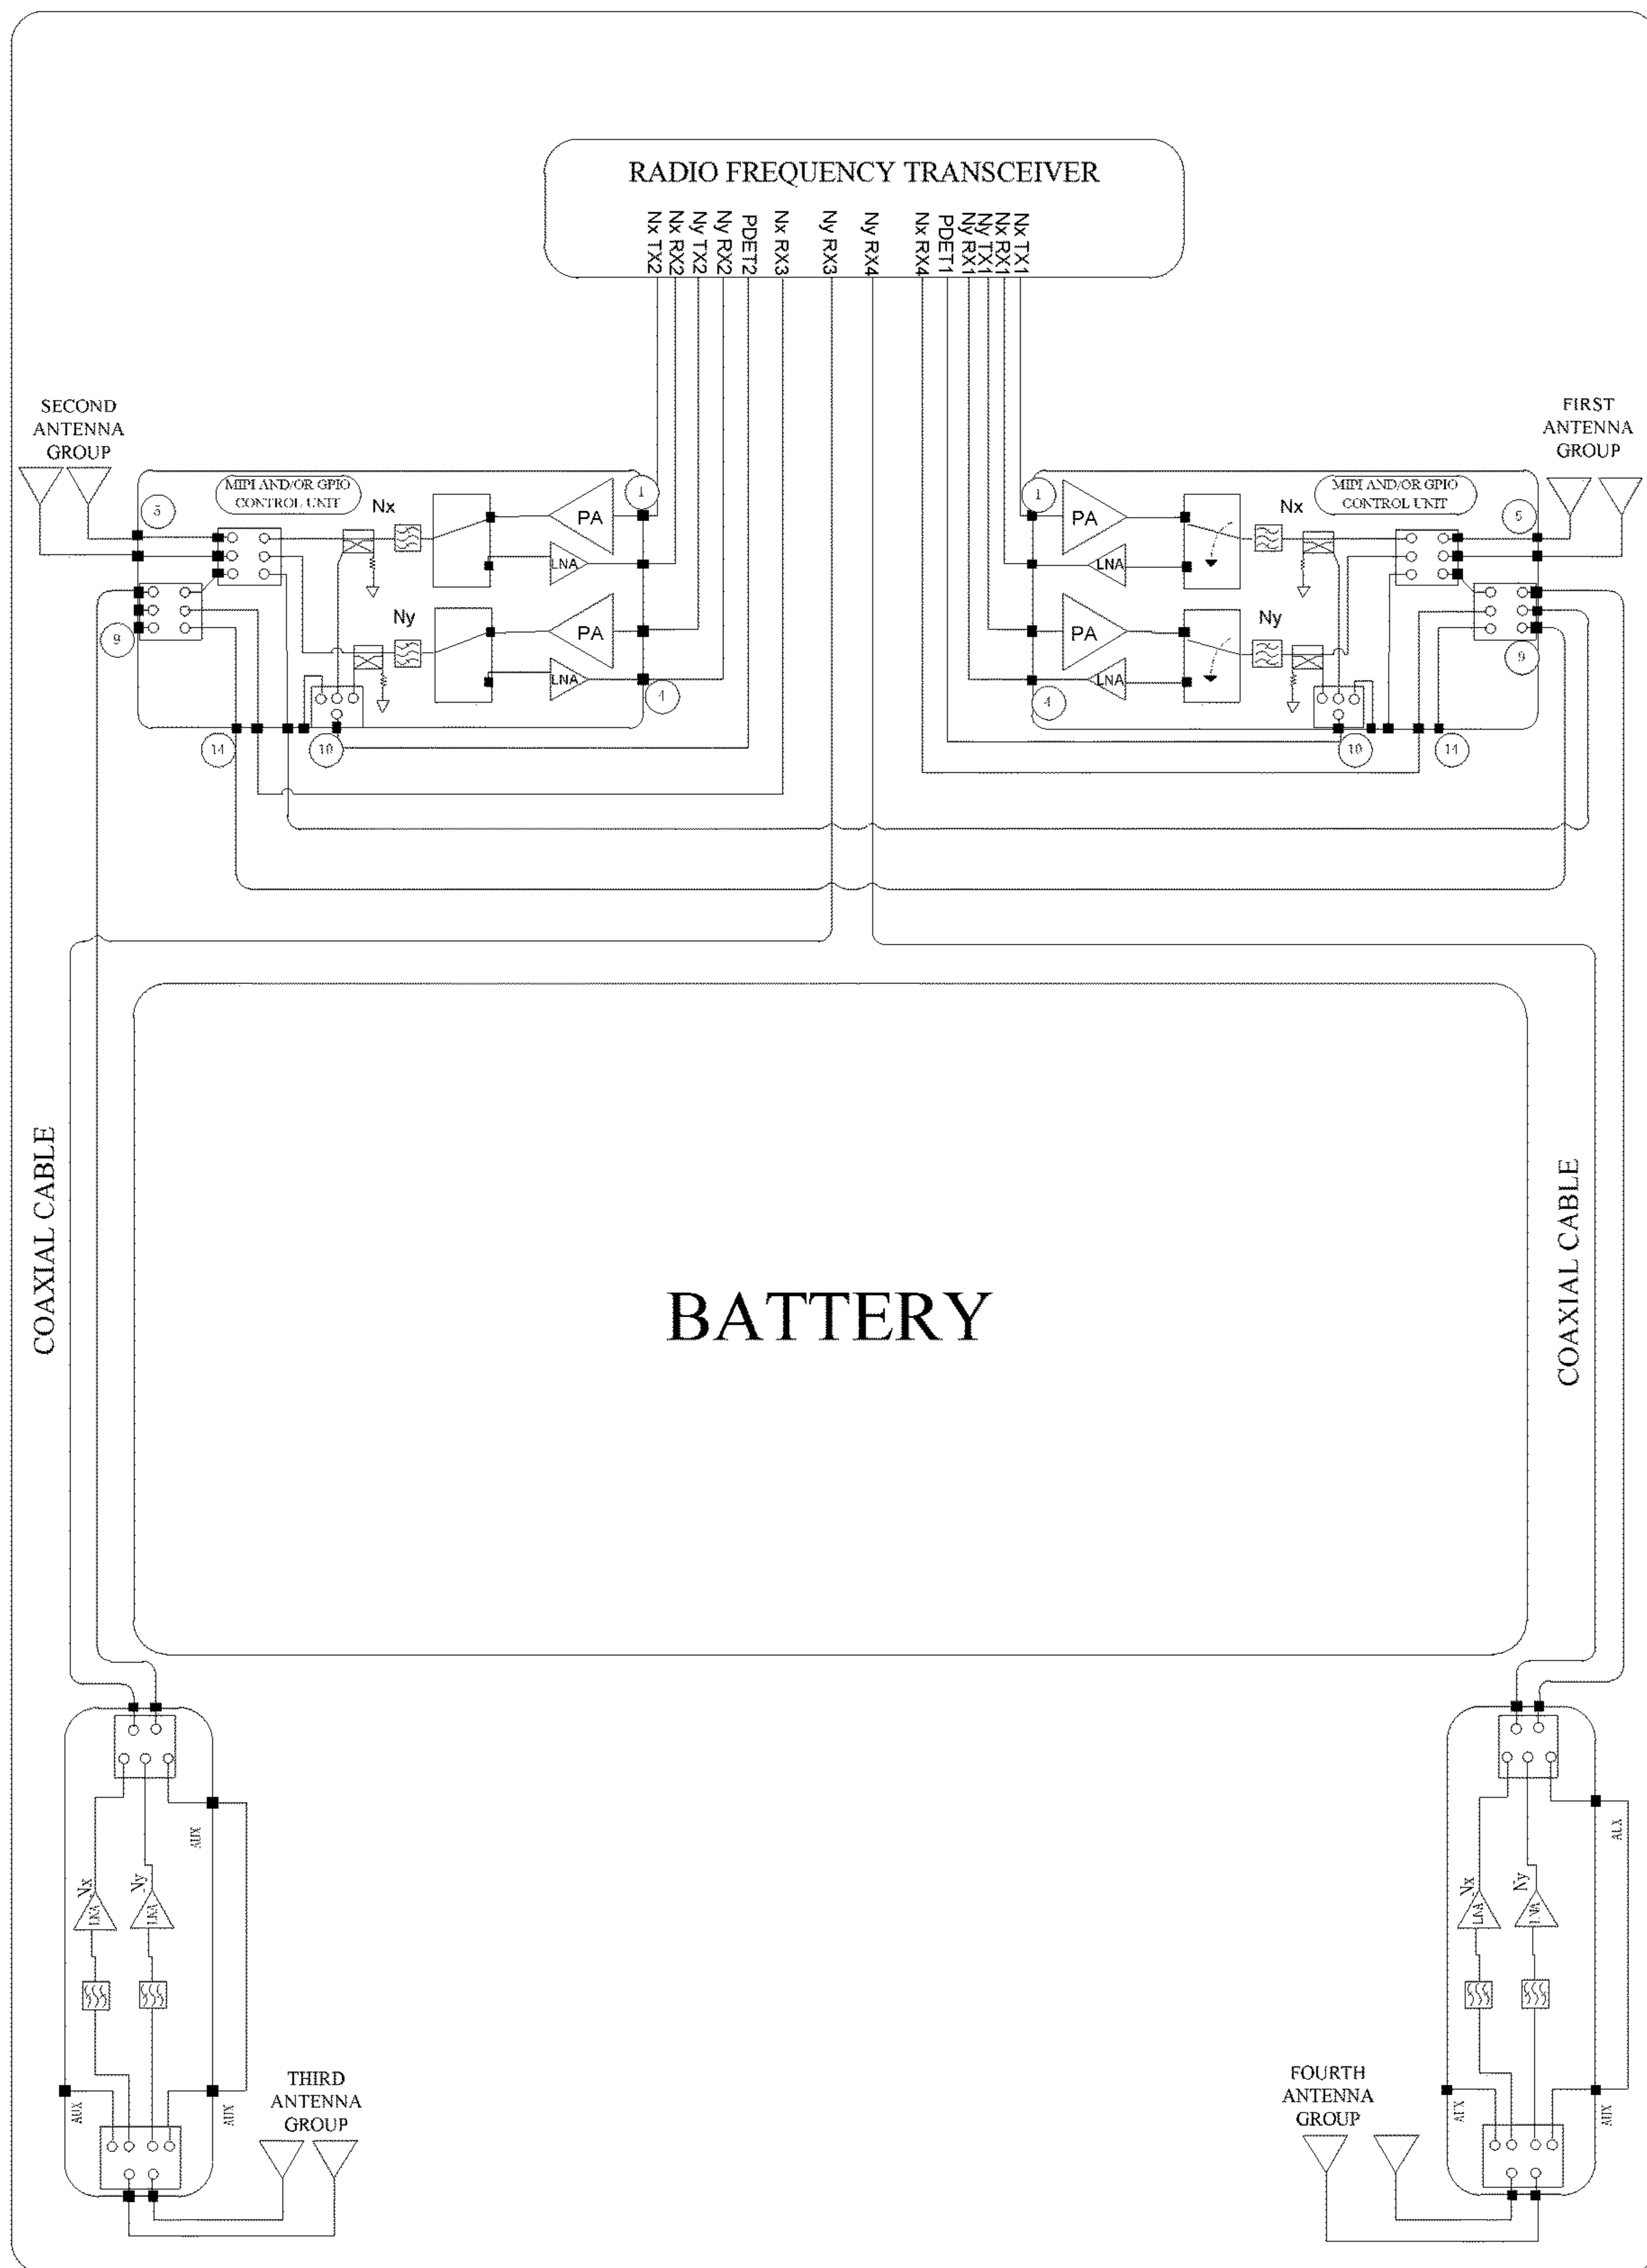 RADIO FREQUENCY TRANSCEIVER
Nx TX2
Nx RX2
Ny TX2
Ny RX2
PDET2
Nx RX3
Ny RX3
Ny RX4
Nx RX4
PDET1
Ny RX1
Ny TX1
Nx RX1
Nx TX1
SECOND
ANTENNA
GROUP
FIRST
ANTENNA
GROUP
MIPI AND/OR GPIO
CONTROL UNIT
Nx
PA
1
5
LNA
Ny
PA
LNA
9
4
14
10
1
PA
Nx
MIPI AND/OR GPIO
CONTROL UNIT
5
LNA
PA
Ny
LNA
9
4
10
14
COAXIAL CABLE
BATTERY
COAXIAL CABLE
AUX
Nx
LNA
Ny
LNA
AUX
AUX
THIRD
ANTENNA
GROUP
AUX
Nx
LNA
Ny
LNA
AUX
AUX
FOURTH
ANTENNA
GROUP